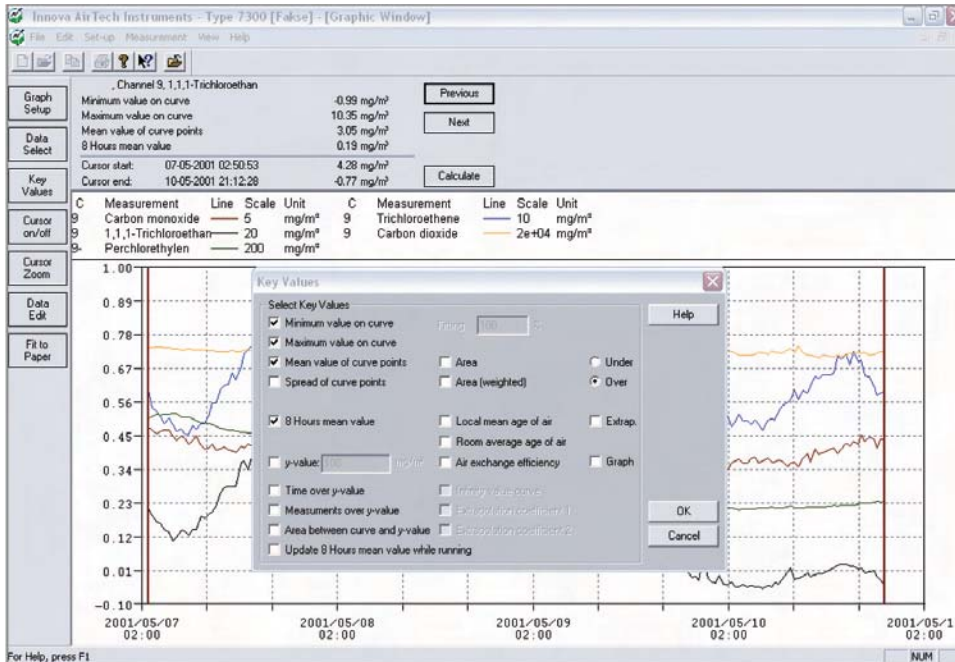 Innova AirTech Instruments - Type 7300 [Fakse] - [Graphic Window]
File Edit Set-up Measurement View Help
Graph Setup
Data Select
Key Values
Cursor on/off
Cursor Zoom
Data Edit
Fit to Paper
, Channel 9, 1,1,1-Trichloroethan
Minimum value on curve -0.99 mg/m³
Maximum value on curve 10.35 mg/m³
Mean value of curve points 3.05 mg/m³
8 Hours mean value 0.19 mg/m³
Cursor start: 07-05-2001 02:50:53 4.28 mg/m³
Cursor end: 10-05-2001 21:12:28 -0.77 mg/m³
Previous
Next
Calculate
C Measurement Line Scale Unit C Measurement Line Scale Unit
9 Carbon monoxide 5 mg/m³ 9 Trichloroethene 10 mg/m³
9 1,1,1-Trichloroethan 20 mg/m³ 9 Carbon dioxide 2e+04 mg/m³
9- Perchlorethylen 200 mg/m³
1.00
0.89
0.78
0.67
0.56
0.45
0.34
0.23
0.12
0.01
-0.10
Key Values
Select Key Values
Minimum value on curve
Maximum value on curve
Mean value of curve points Area Under
Spread of curve points Area (weighted) Over
8 Hours mean value Local mean age of air Extrap.
Room average age of air
y-value: mg/m³ Air exchange efficiency Graph
Time over y-value
Measuments over y-value
Area between curve and y-value
Update 8 Hours mean value while running
Help
OK
Cancel
2001/05/07 2001/05/08 2001/05/09 2001/05/10 2001/05/1
02:00 02:00 02:00 02:00 02:00
For Help, press F1 NUM